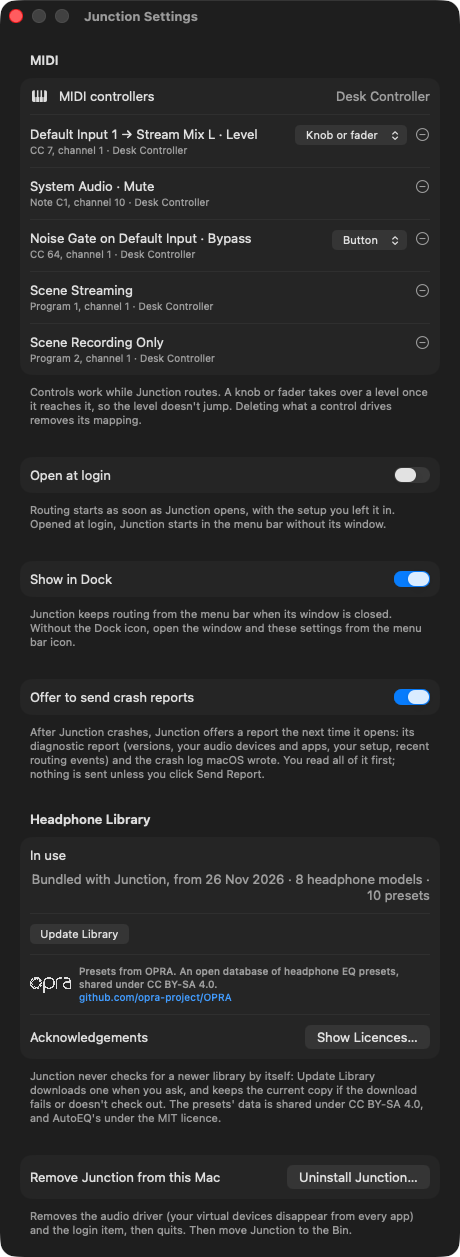 Junction Settings
MIDI
MIDI controllers
Desk Controller
Default Input 1 → Stream Mix L · Level
Knob or fader
CC 7, channel 1 · Desk Controller
System Audio · Mute
Note C1, channel 10 · Desk Controller
Noise Gate on Default Input · Bypass
Button
CC 64, channel 1 · Desk Controller
Scene Streaming
Program 1, channel 1 · Desk Controller
Scene Recording Only
Program 2, channel 1 · Desk Controller
Controls work while Junction routes. A knob or fader takes over a level once
it reaches it, so the level doesn't jump. Deleting what a control drives
removes its mapping.
Open at login
Routing starts as soon as Junction opens, with the setup you left it in.
Opened at login, Junction starts in the menu bar without its window.
Show in Dock
Junction keeps routing from the menu bar when its window is closed.
Without the Dock icon, open the window and these settings from the menu
bar icon.
Offer to send crash reports
After Junction crashes, Junction offers a report the next time it opens: its
diagnostic report (versions, your audio devices and apps, your setup, recent
routing events) and the crash log macOS wrote. You read all of it first;
nothing is sent unless you click Send Report.
Headphone Library
In use
Bundled with Junction, from 26 Nov 2026 · 8 headphone models ·
10 presets
Update Library
opra
Presets from OPRA. An open database of headphone EQ presets,
shared under CC BY-SA 4.0.
github.com/opra-project/OPRA
Acknowledgements
Show Licences...
Junction never checks for a newer library by itself: Update Library
downloads one when you ask, and keeps the current copy if the download
fails or doesn't check out. The presets' data is shared under CC BY-SA 4.0,
and AutoEQ's under the MIT licence.
Remove Junction from this Mac
Uninstall Junction...
Removes the audio driver (your virtual devices disappear from every app)
and the login item, then quits. Then move Junction to the Bin.